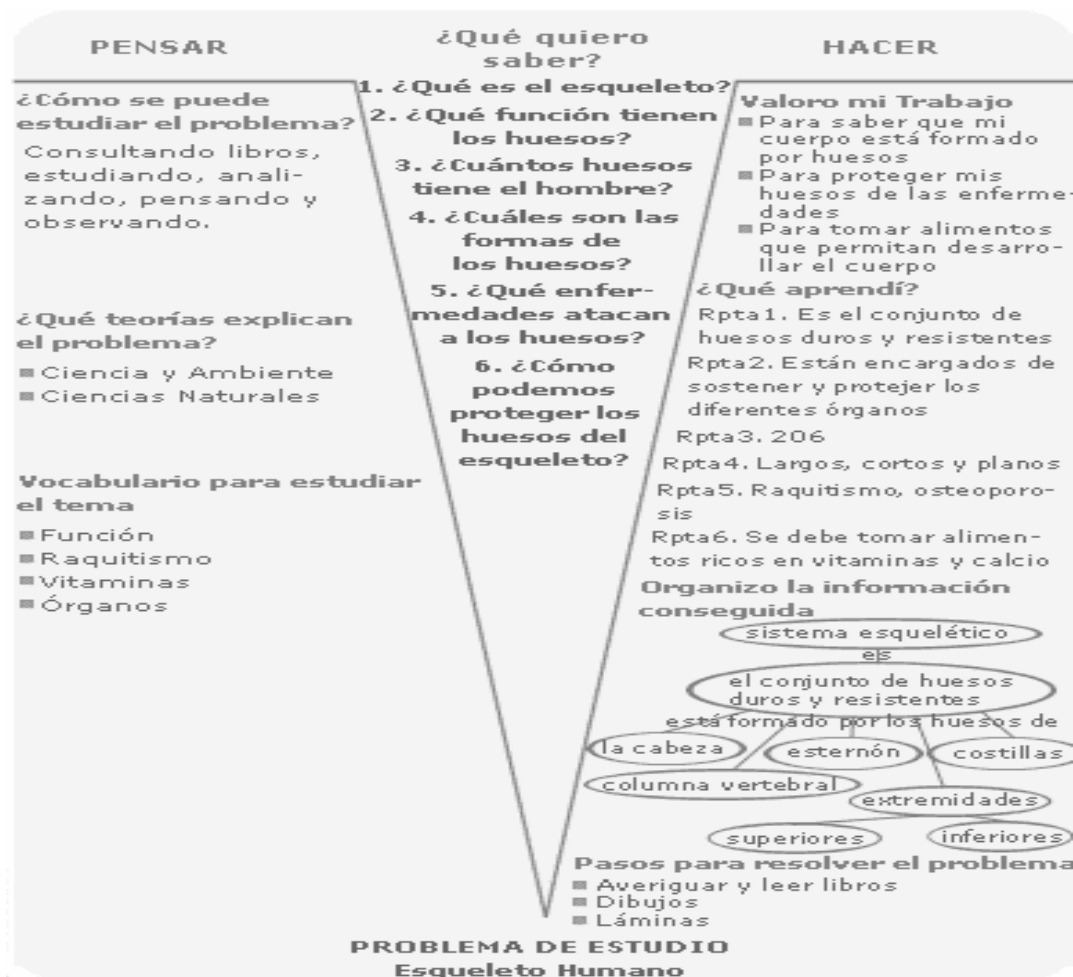 PENSAR
¿Cómo se puede
estudiar el problema?
Consultando libros,
estudiando, anali-
zando, pensando y
observando.
¿Qué teorías explican
el problema?
Ciencia y Ambiente
Ciencias Naturales
Vocabulario para estudiar
el tema
Función
Raquitismo
Vitaminas
Órganos
¿Qué quiero
saber?
1. ¿Qué es el esqueleto?
2. ¿Qué función tienen
los huesos?
3. ¿Cuántos huesos
tiene el hombre?
4. ¿Cuáles son las
formas de
los huesos?
5. ¿Qué enfer-
medades atacan
a los huesos?
6. ¿Cómo
podemos
proteger los
huesos del
esqueleto?
HACER
Valoro mi Trabajo
Para saber que mi
cuerpo está formado
por huesos
Para proteger mis
huesos de las enferme-
dades
Para tomar alimentos
que permitan desarro-
llar el cuerpo
¿Qué aprendí?
Rpta1. Es el conjunto de
huesos duros y resistentes
Rpta2. Están encargados de
sostener y protejer los
diferentes órganos
Rpta3. 206
Rpta4. Largos, cortos y planos
Rpta5. Raquitismo, osteoporo-
sis
Rpta6. Se debe tomar alimen-
tos ricos en vitaminas y calcio
Organizo la información
conseguida
sistema esquelético
es
el conjunto de huesos
duros y resistentes
está formado por los huesos de
la cabeza
esternón
costillas
columna vertebral
extremidades
superiores
inferiores
Pasos para resolver el problema
Averiguar y leer libros
Dibujos
Láminas
PROBLEMA DE ESTUDIO
Esqueleto Humano